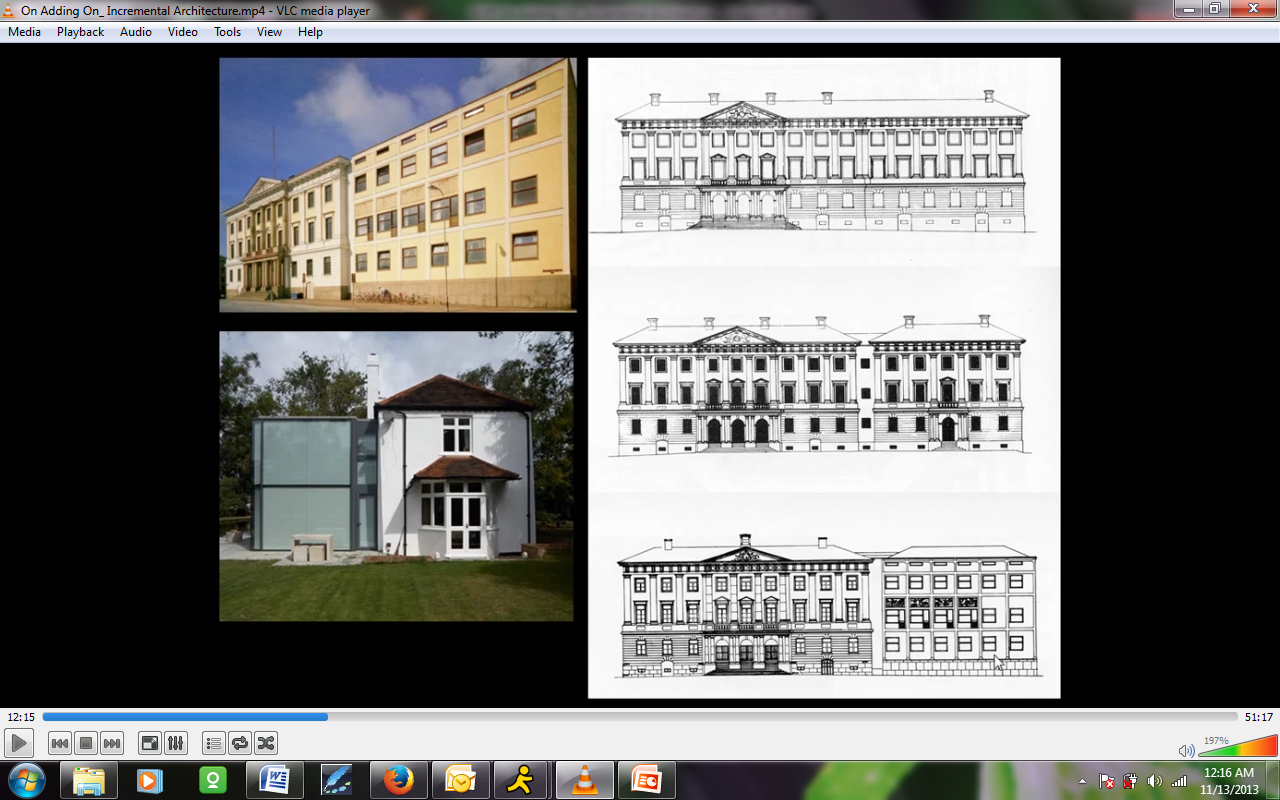 On Adding On_ Incremental Architecture.mp4 - VLC media player
Media Playback Audio Video Tools View Help
12:15
51:17
197%
12:16 AM
11/13/2013